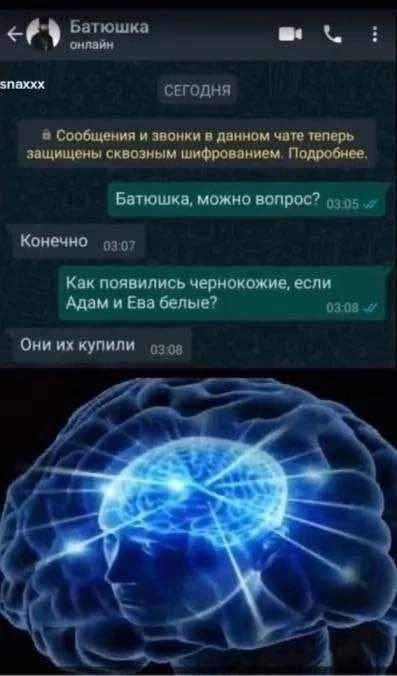 Батюшка
онлайн
snaxxx
СЕГОДНЯ
Сообщения и звонки в данном чате теперь
защищены сквозным шифрованием. Подробнее.
Батюшка, можно вопрос? 03:05
Конечно 03:07
Как появились чернокожие, если
Адам и Ева белые? 03:08
Они их купили 03:08